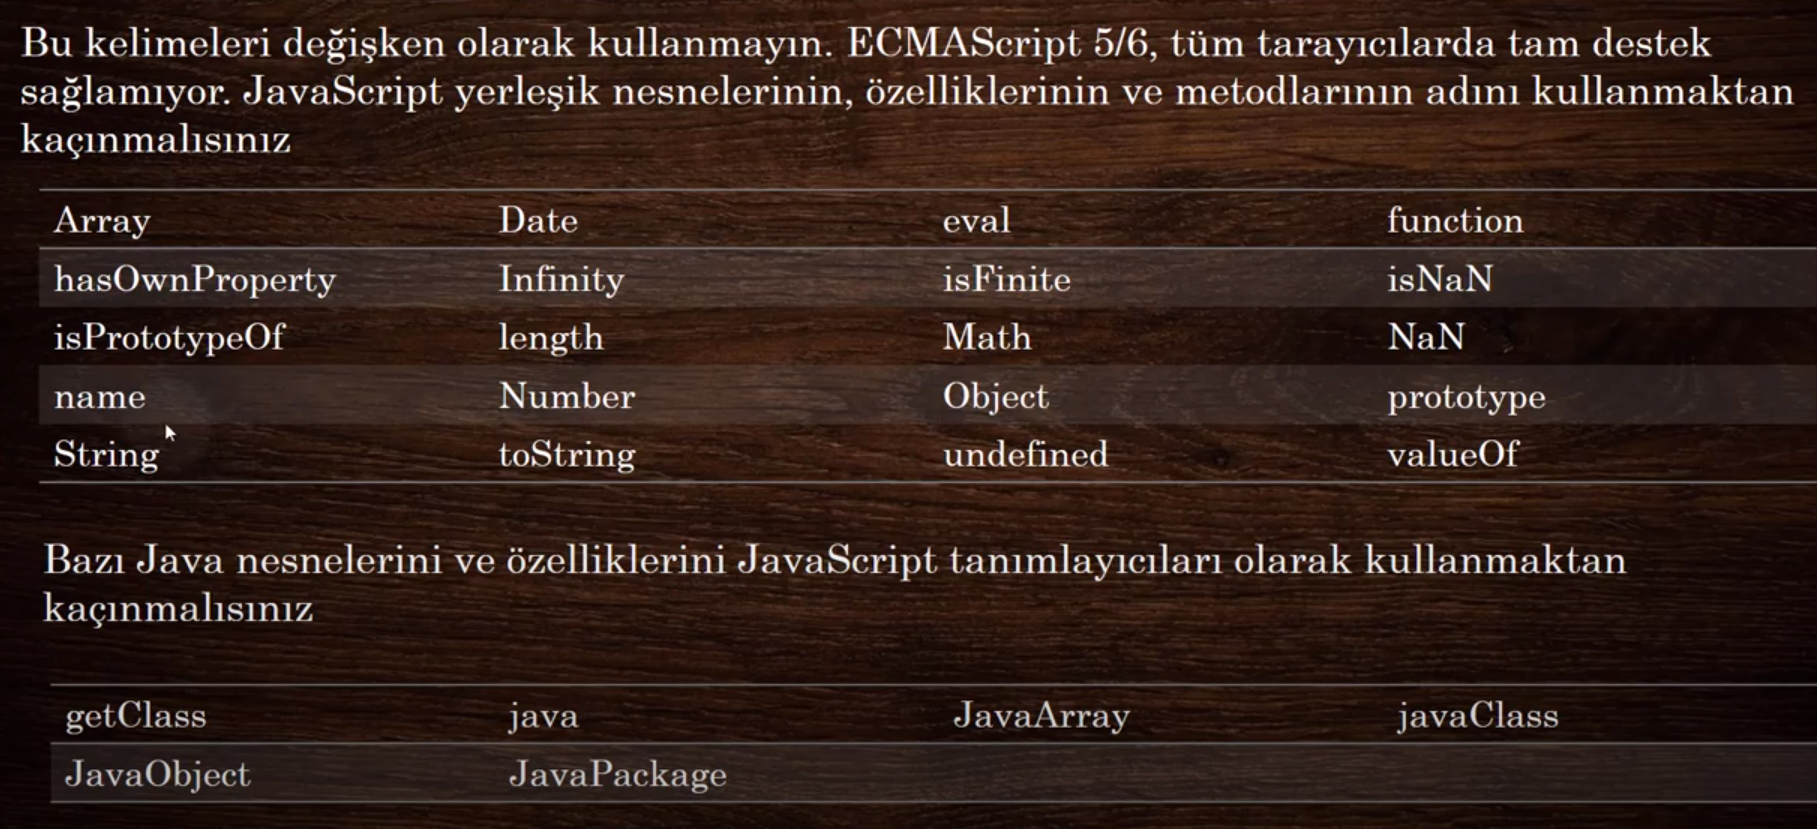 Bu kelimeleri değişken olarak kullanmayın. ECMAScript 5/6, tüm tarayıcılarda tam destek
sağlamıyor. JavaScript yerleşik nesnelerinin, özelliklerinin ve metodlarının adını kullanmaktan
kaçınmalısınız
Array Date eval function
hasOwnProperty Infinity isFinite isNaN
isPrototypeOf length Math NaN
name Number Object prototype
String toString undefined valueOf
Bazı Java nesnelerini ve özelliklerini JavaScript tanımlayıcıları olarak kullanmaktan
kaçınmalısınız
getClass java JavaArray javaClass
JavaObject JavaPackage